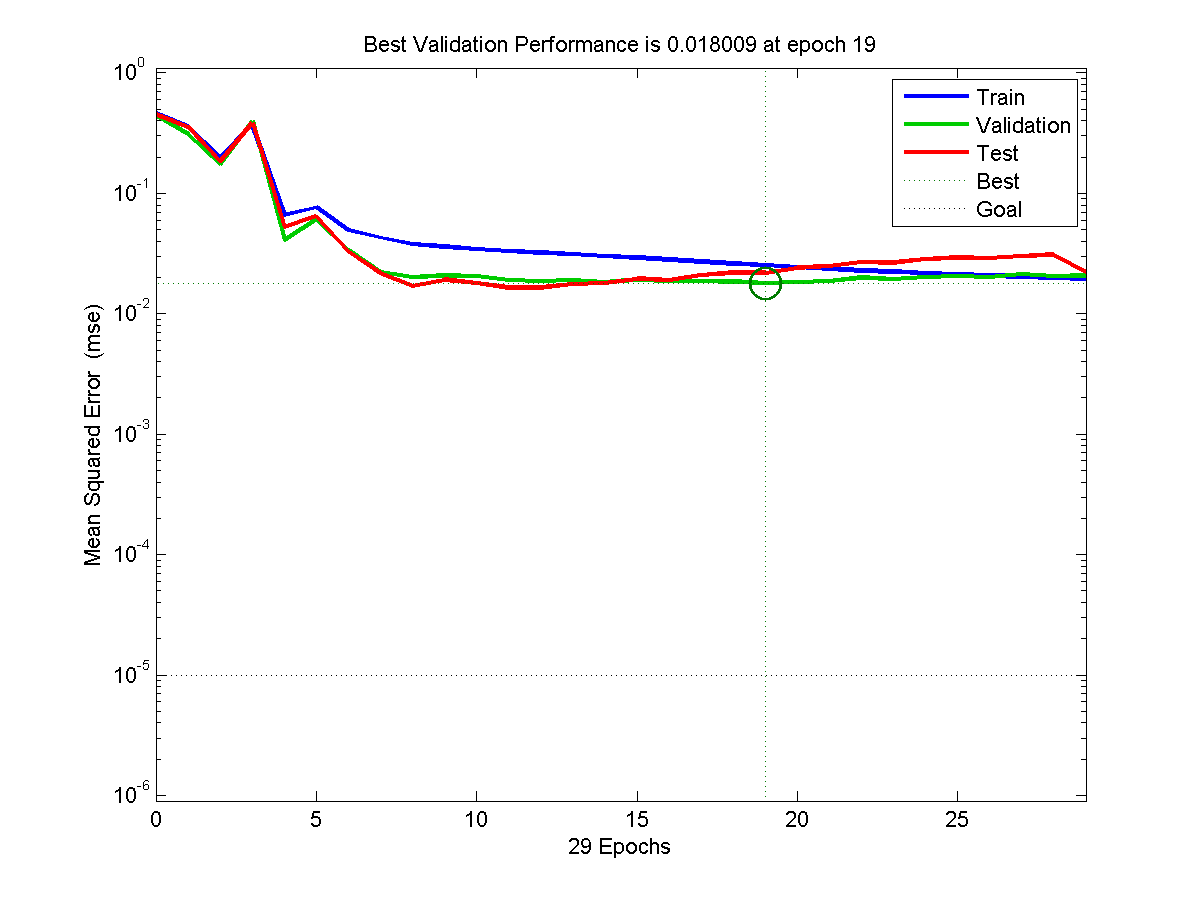 Best Validation Performance is 0.018009 at epoch 19
Train
Validation
Test
Best
Goal
10^0
10^-1
10^-2
10^-3
10^-4
10^-5
10^-6
Mean Squared Error (mse)
0 5 10 15 20 25
29 Epochs